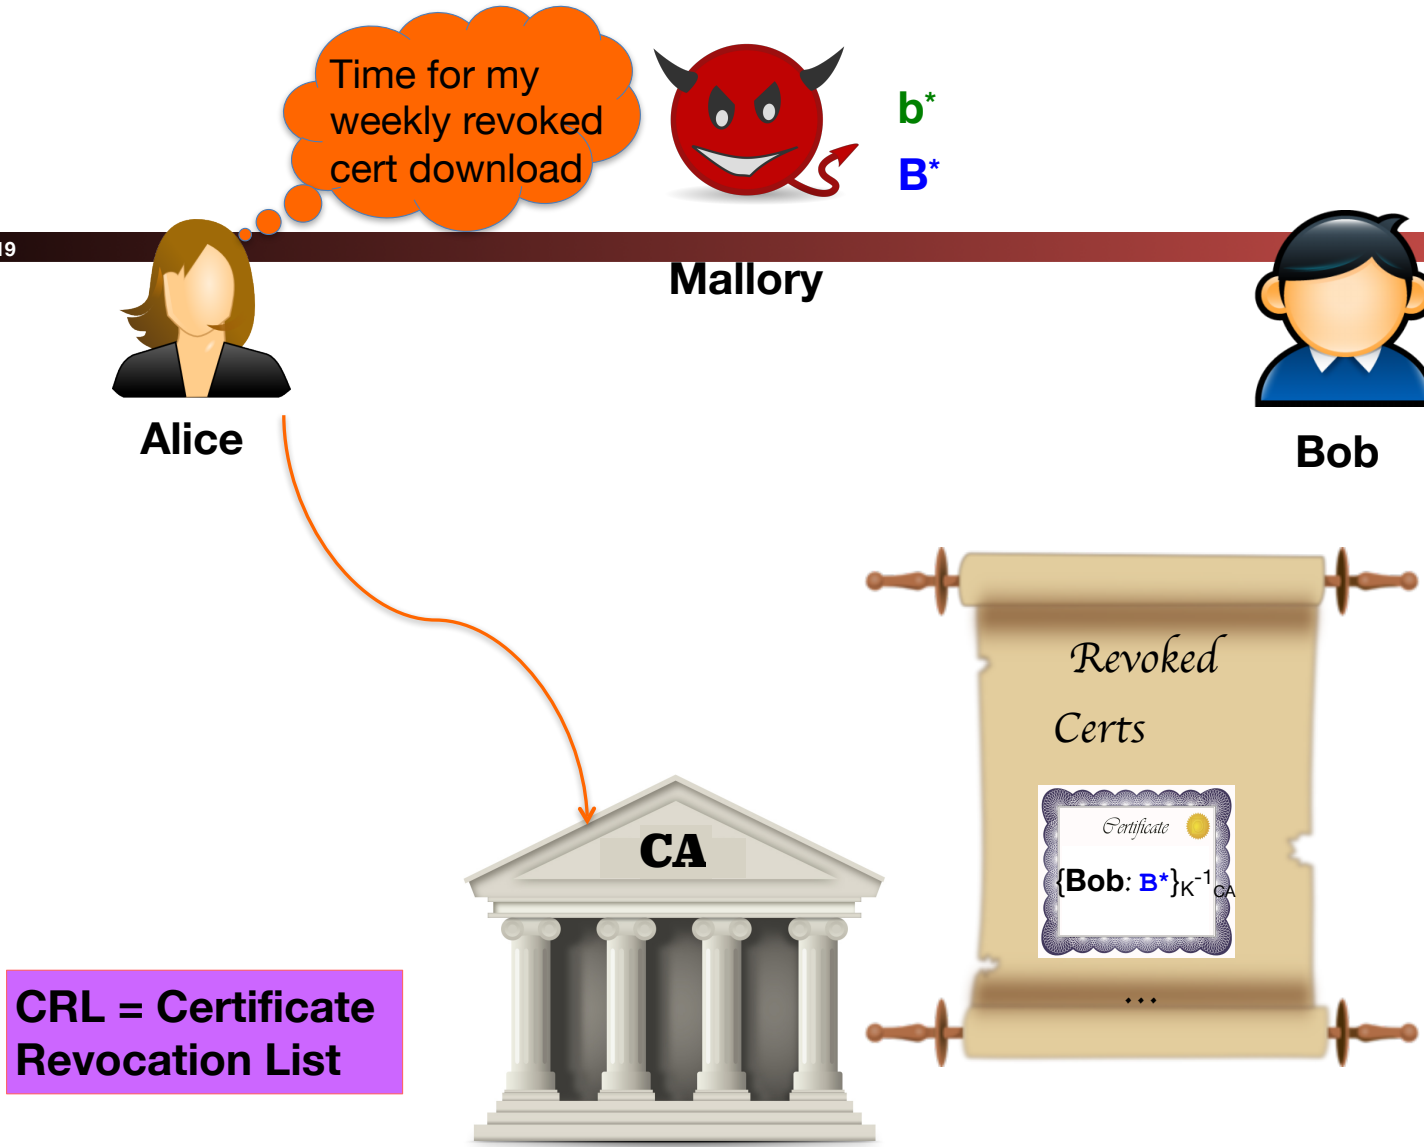 Time for my
weekly revoked
cert download
b*
B*
19
Mallory
Alice
Bob
Revoked
Certs
Certificate
{Bob: B*}K-1CA
...
CA
CRL = Certificate
Revocation List